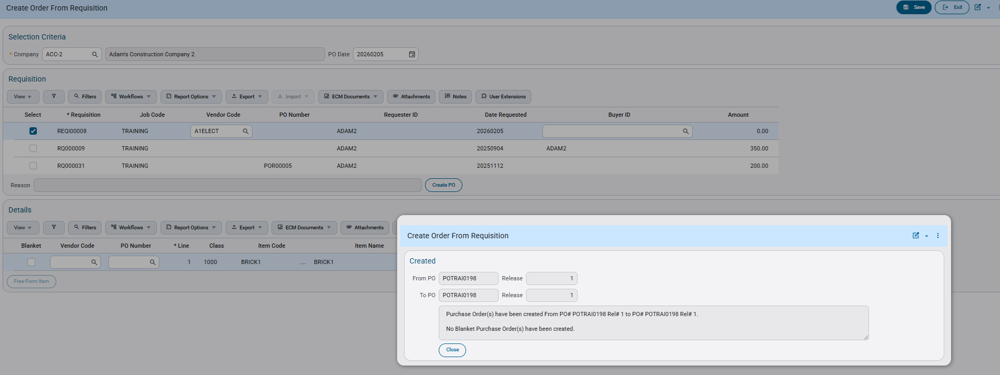 Create Order From Requisition
Save Exit
Selection Criteria
* Company ACC-2 Adam's Construction Company 2 PO Date 20260205
Requisition
View Filters Workflows Report Options Export Import ECM Documents Attachments Notes User Extensions
Select * Requisition Job Code Vendor Code PO Number Requester ID Date Requested Buyer ID Amount
REQI00008 TRAINING A1ELECT ADAM2 20260205 0.00
RQ000009 TRAINING ADAM2 20250904 ADAM2 350.00
RQ000031 TRAINING POR00005 ADAM2 20251112 200.00
Reason Create PO
Details
View Filters Workflows Report Options Export ECM Documents Attachments
Blanket Vendor Code PO Number * Line Class Item Code Item Name
1 1000 BRICK1 ... BRICK1
Free-Form Item
Create Order From Requisition
Created
From PO POTRAI0198 Release 1
To PO POTRAI0198 Release 1
Purchase Order(s) have been created From PO# POTRAI0198 Rel# 1 to PO# POTRAI0198 Rel# 1.
No Blanket Purchase Order(s) have been created.
Close